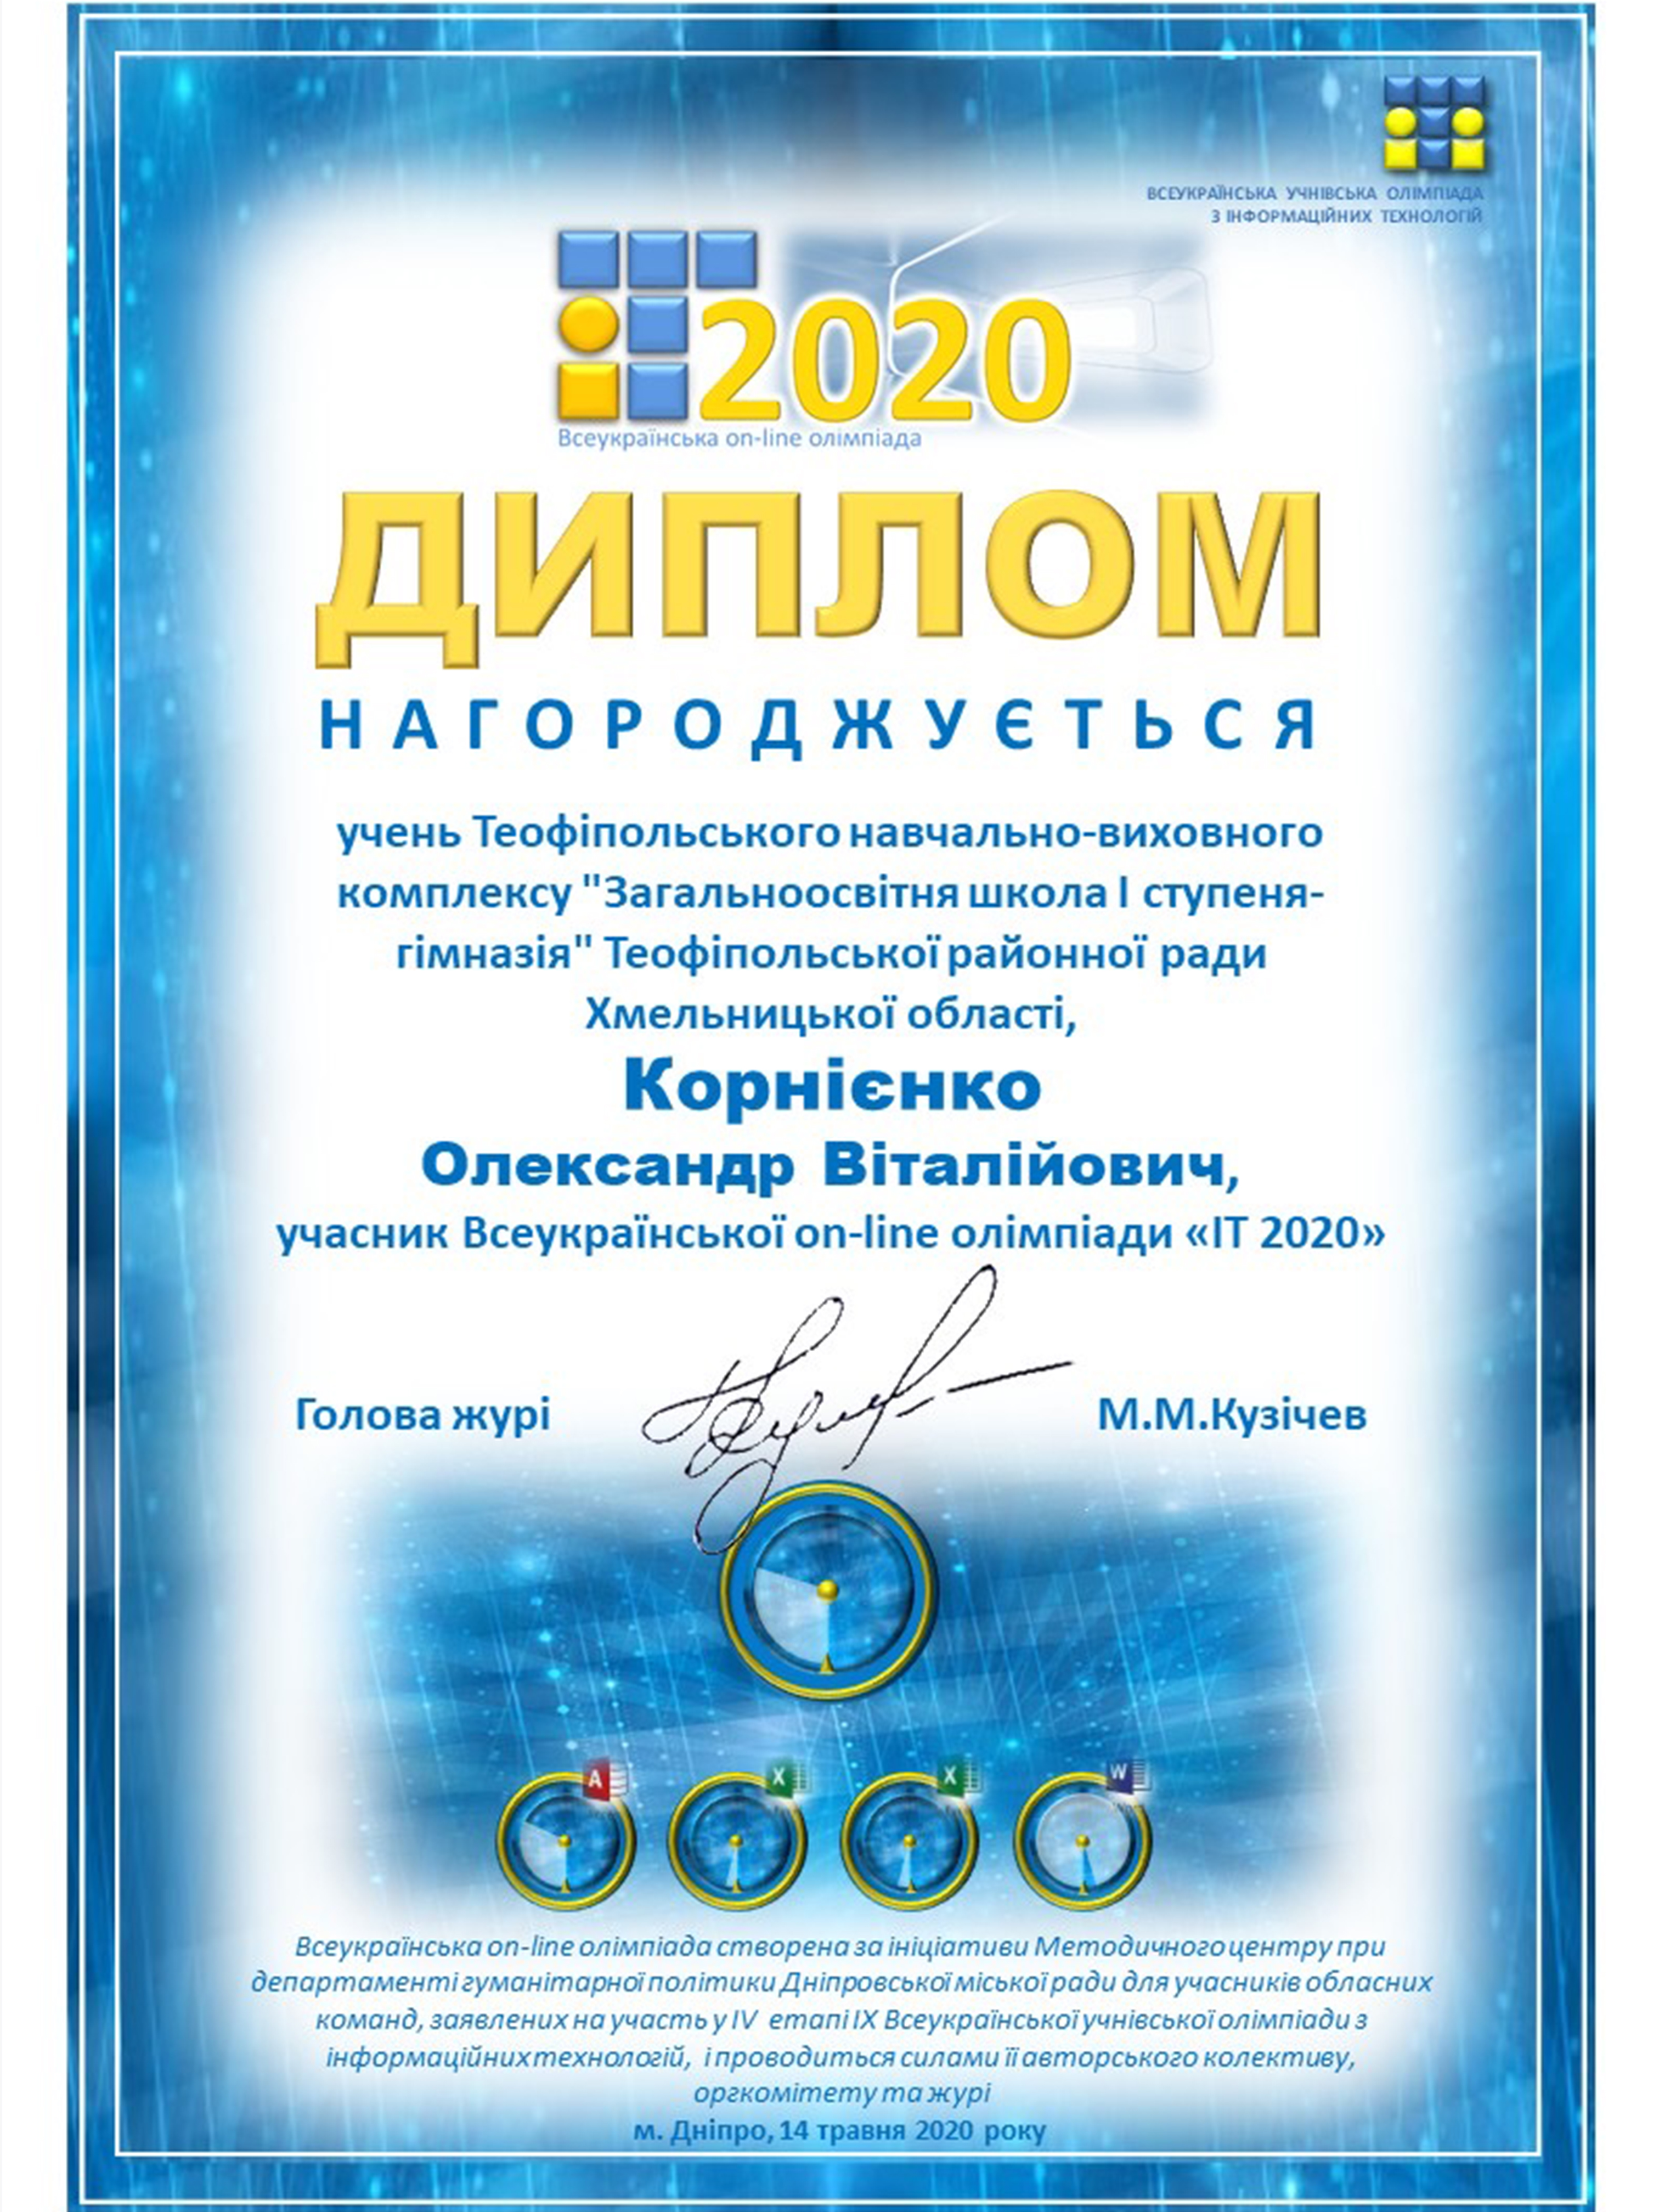 ВСЕУКРАЇНСЬКА УЧНІВСЬКА ОЛІМПІАДА
З ІНФОРМАЦІЙНИХ ТЕХНОЛОГІЙ
2020
Всеукраїнська on-line олімпіада
ДИПЛОМ
НАГОРОДЖУЄТЬСЯ
учень Теофіпольського навчально-виховного
комплексу "Загальноосвітня школа І ступеня-
гімназія" Теофіпольської районної ради
Хмельницької області,
Корнієнко
Олександр Віталійович,
учасник Всеукраїнської on-line олімпіади «ІТ 2020»
Голова журі М.М.Кузічев
A X X W
Всеукраїнська on-line олімпіада створена за ініціативи Методичного центру при
департаменті гуманітарної політики Дніпровської міської ради для учасників обласних
команд, заявлених на участь у IV етапі IX Всеукраїнської учнівської олімпіади з
інформаційних технологій, і проводиться силами її авторського колективу,
оргкомітету та журі
м. Дніпро, 14 травня 2020 року